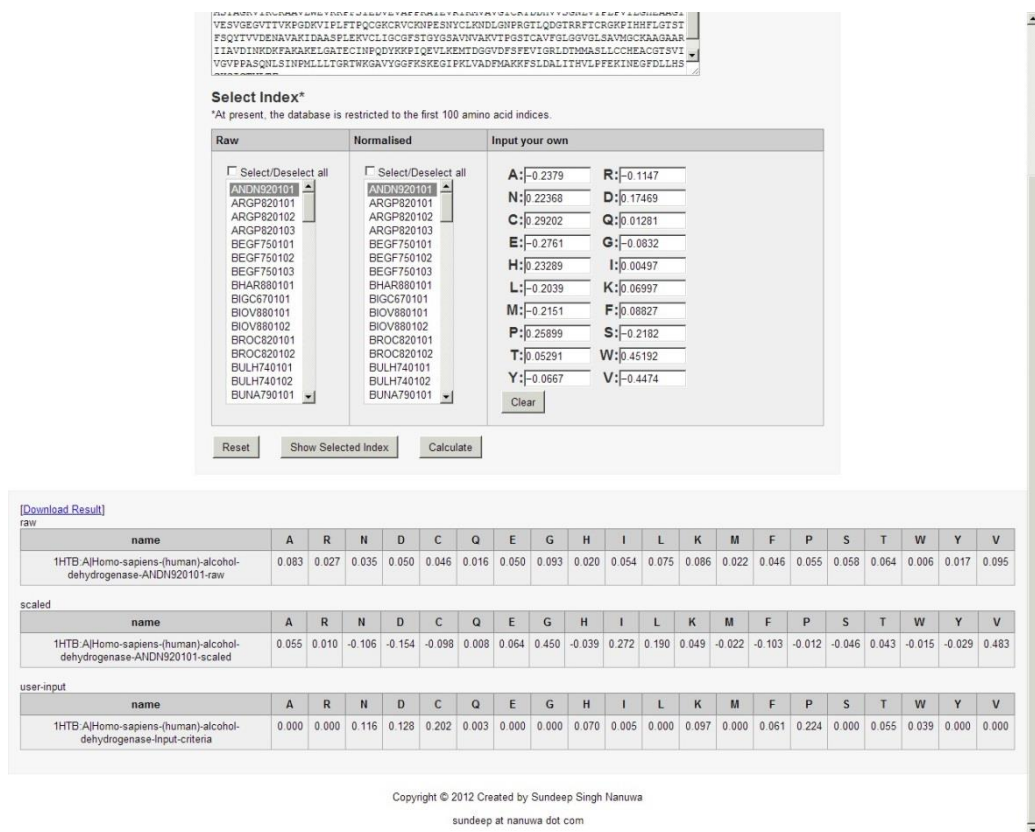 VESVGEGVTTVKPGDKVIPLFTPQCGKCRVCKNPESNYCLKNDLGNPRGTLQDGTRRFTCRGKPIHHFLGTST
FSQYTVVDENAVAKIDAASPLEKVCLIGCGFSTGYGSAVNVAKVTPGSTCAVFGLGGVGLSAVMGCKAAGAAR
IIAVDINKDKFAKAKELGATECINPQDYKKPIQEVLKEMTDGGVDFSFEVIGRLDTMMASLLCCHEACGTSVI
VGVPPASQNLSINPMLLLTGRTWKGAVYGGFKSKEGIPKLVADFMAKKFSLDALITHVLPFEKINEGFDLLHS
Select Index*
*At present, the database is restricted to the first 100 amino acid indices.
Raw Normalised Input your own
Select/Deselect all Select/Deselect all
ANDN920101 ANDN920101 A: -0.2379 R: -0.1147
ARGP820101 ARGP820101 N: 0.22368 D: 0.17469
ARGP820102 ARGP820102 C: 0.29202 Q: 0.01281
ARGP820103 ARGP820103 E: -0.2761 G: -0.0832
BEGF750101 BEGF750101 H: 0.23289 I: 0.00497
BEGF750102 BEGF750102 L: -0.2039 K: 0.06997
BEGF750103 BEGF750103 M: -0.2151 F: 0.08827
BHAR880101 BHAR880101 P: 0.25899 S: -0.2182
BIGC670101 BIGC670101 T: 0.05291 W: 0.45192
BIOV880101 BIOV880101 Y: -0.0667 V: -0.4474
BIOV880102 BIOV880102
BROC820101 BROC820101
BROC820102 BROC820102
BULH740101 BULH740101
BULH740102 BULH740102
BUNA790101 BUNA790101
Clear
Reset Show Selected Index Calculate
[Download Result]
raw
name A R N D C Q E G H I L K M F P S T W Y V
1HTB:A|Homo-sapiens-(human)-alcohol- 0.083 0.027 0.035 0.050 0.046 0.016 0.050 0.093 0.020 0.054 0.075 0.086 0.022 0.046 0.055 0.058 0.064 0.006 0.017 0.095
dehydrogenase-ANDN920101-raw
scaled
name A R N D C Q E G H I L K M F P S T W Y V
1HTB:A|Homo-sapiens-(human)-alcohol- 0.055 0.010 -0.106 -0.154 -0.098 0.008 0.064 0.450 -0.039 0.272 0.190 0.049 -0.022 -0.103 -0.012 -0.046 0.043 -0.015 -0.029 0.483
dehydrogenase-ANDN920101-scaled
user-input
name A R N D C Q E G H I L K M F P S T W Y V
1HTB:A|Homo-sapiens-(human)-alcohol- 0.000 0.000 0.116 0.128 0.202 0.003 0.000 0.000 0.070 0.005 0.000 0.097 0.000 0.061 0.224 0.000 0.055 0.039 0.000 0.000
dehydrogenase-Input-criteria
Copyright © 2012 Created by Sundeep Singh Nanuwa
sundeep at nanuwa dot com